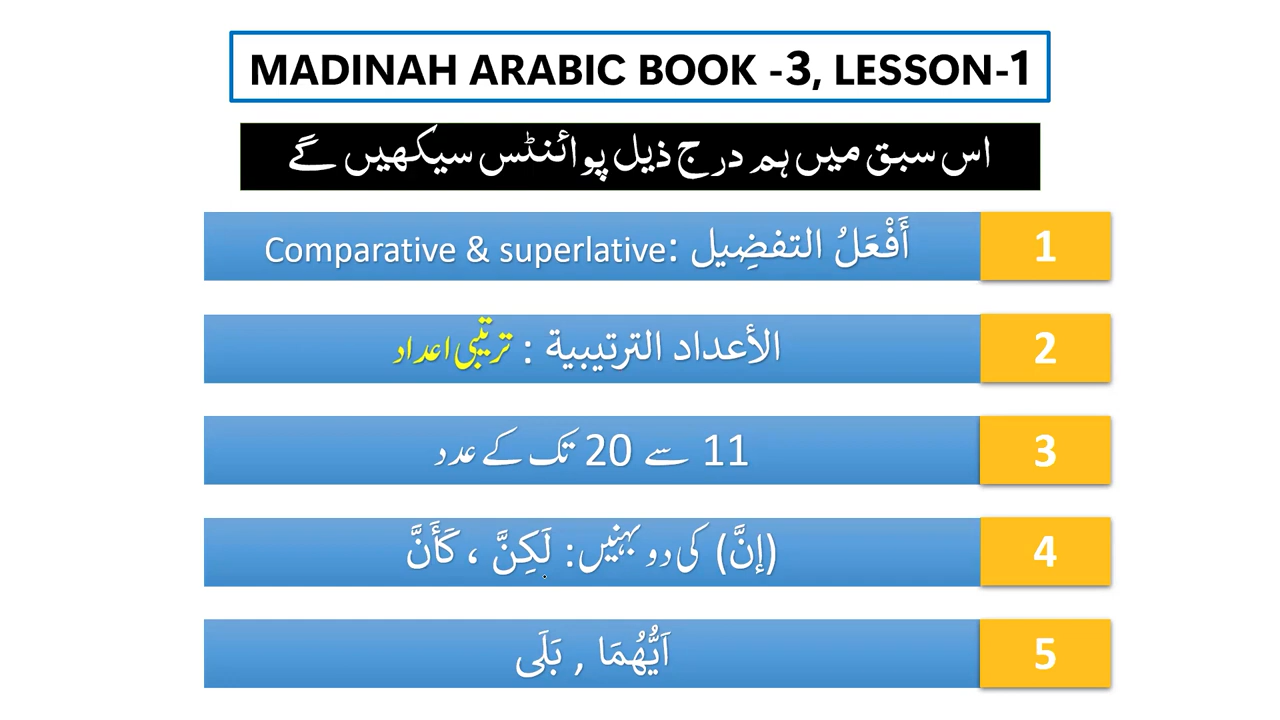 MADINAH ARABIC BOOK -3, LESSON-1
اس سبق میں ہم درج ذیل پوائنٹس سیکھیں گے
1 أَفْعَلُ التفضِيل :Comparative & superlative
2 الأعداد الترتيبية : ترتیبی اعداد
3 11 سے 20 تک کے عدد
4 (إنَّ) کی دو بہنیں: لَكِنَّ ، كَأَنَّ
5 اَيُّهُمَا , بَلَى